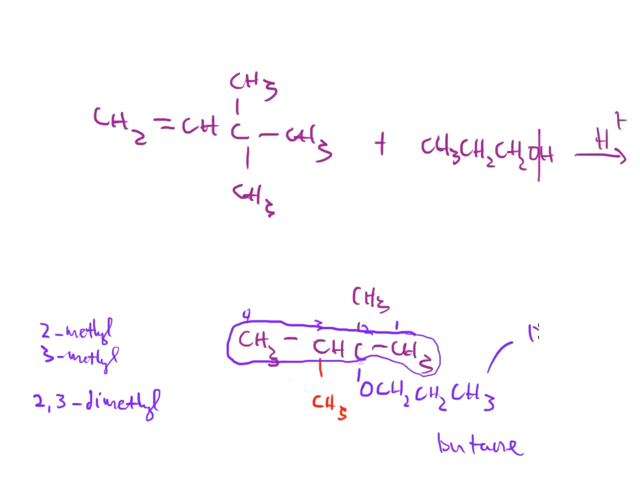 CH3
CH2 = CH C - CH3 + CH3CH2CH2OH H+
CH3
CH3
4 3 2 1
2-methyl CH3 - CH C - CH3
3-methyl
OCH2CH2CH3
2,3-dimethyl CH3
butane